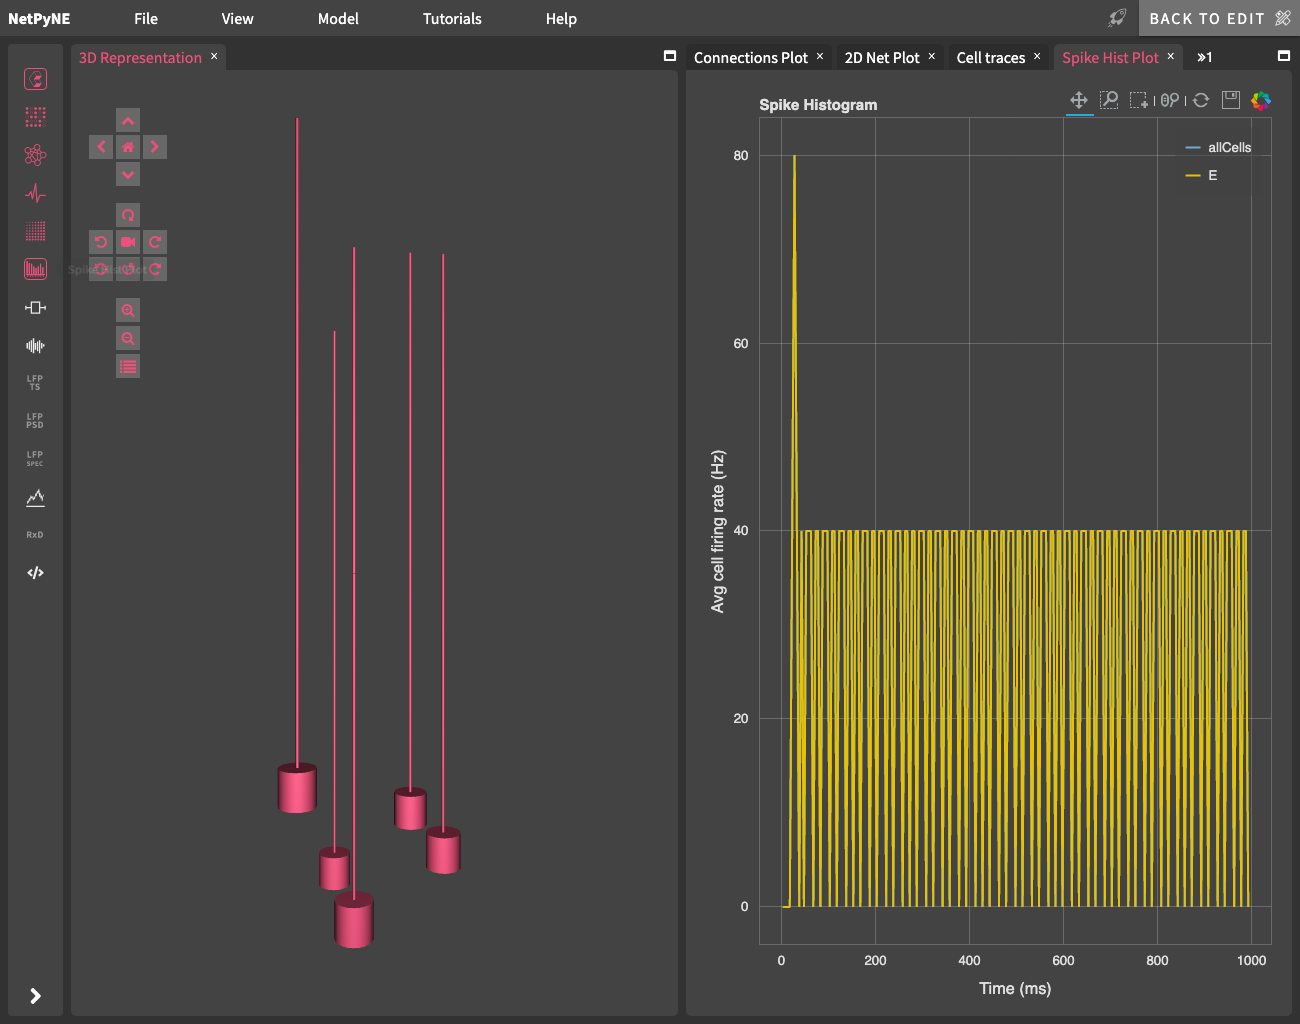 NetPyNE File View Model Tutorials Help BACK TO EDIT
3D Representation ×
Connections Plot × 2D Net Plot × Cell traces × Spike Hist Plot × »1
Spike Hist Plot
LFP
TS
LFP
PSD
LFP
SPEC
RxD
Spike Histogram
allCells
E
80
60
40
20
0
Avg cell firing rate (Hz)
0 200 400 600 800 1000
Time (ms)